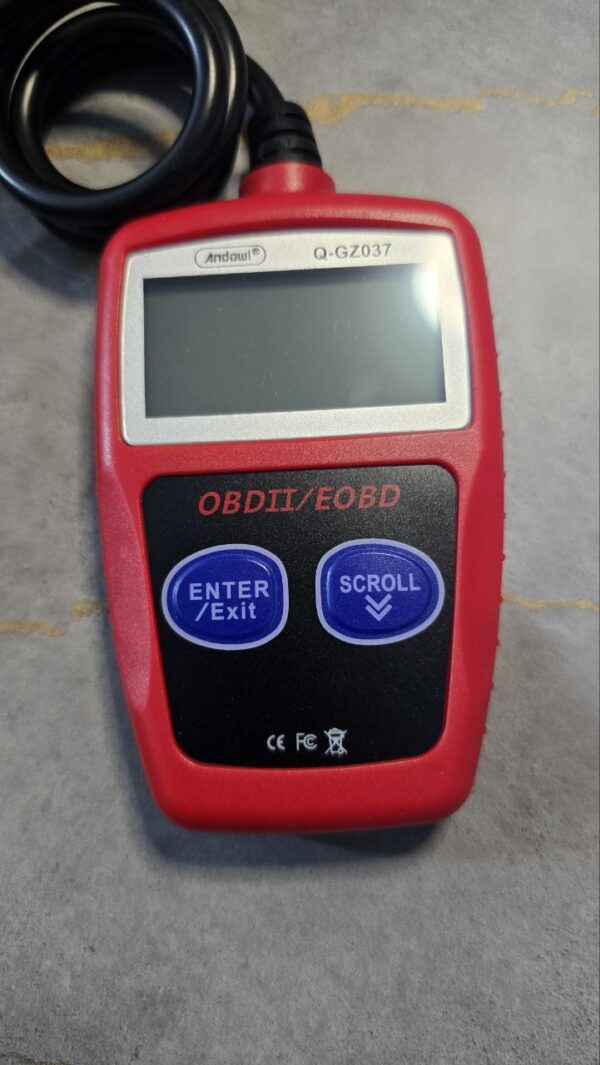 Andowl® Q-GZ037
OBDII/EOBD
ENTER
/Exit
SCROLL
CE FC